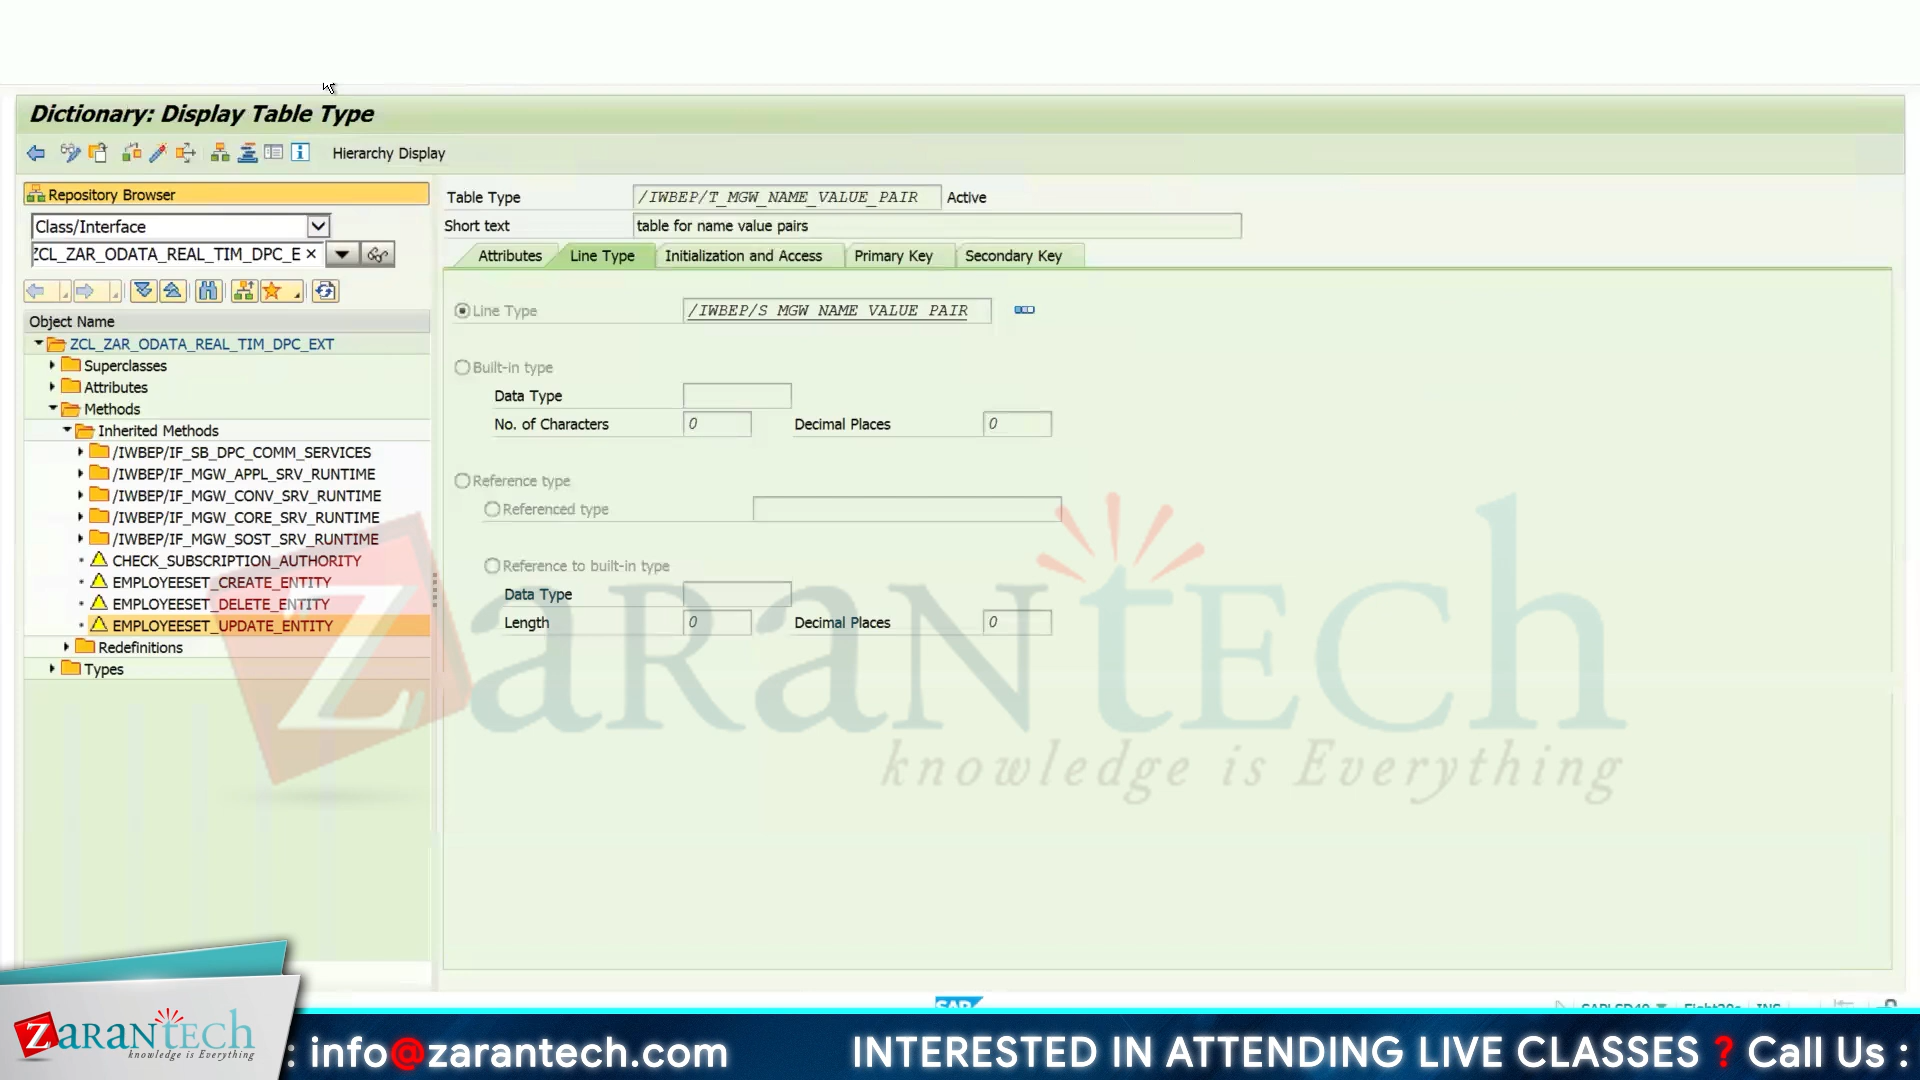 Dictionary: Display Table Type
Hierarchy Display
Repository Browser
Class/Interface
ZCL_ZAR_ODATA_REAL_TIM_DPC_E
Object Name
ZCL_ZAR_ODATA_REAL_TIM_DPC_EXT
Superclasses
Attributes
Methods
Inherited Methods
/IWBEP/IF_SB_DPC_COMM_SERVICES
/IWBEP/IF_MGW_APPL_SRV_RUNTIME
/IWBEP/IF_MGW_CONV_SRV_RUNTIME
/IWBEP/IF_MGW_CORE_SRV_RUNTIME
/IWBEP/IF_MGW_SOST_SRV_RUNTIME
CHECK_SUBSCRIPTION_AUTHORITY
EMPLOYEESET_CREATE_ENTITY
EMPLOYEESET_DELETE_ENTITY
EMPLOYEESET_UPDATE_ENTITY
Redefinitions
Types
Table Type /IWBEP/T_MGW_NAME_VALUE_PAIR Active
Short text table for name value pairs
Attributes Line Type Initialization and Access Primary Key Secondary Key
Line Type /IWBEP/S_MGW_NAME_VALUE_PAIR
Built-in type
Data Type
No. of Characters 0 Decimal Places 0
Reference type
Referenced type
Reference to built-in type
Data Type
Length 0 Decimal Places 0
ZaRaNtECh
knowledge is Everything
SAP
INS
ZaRaNtECh
knowledge is Everything
: info@zarantech.com INTERESTED IN ATTENDING LIVE CLASSES ? Call Us :